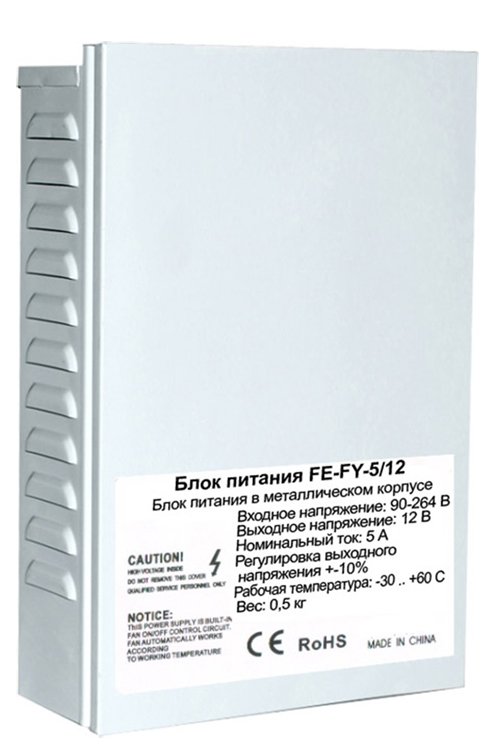 Блок питания FE-FY-5/12
Блок питания в металлическом корпусе
Входное напряжение: 90-264 В
Выходное напряжение: 12 В
Номинальный ток: 5 А
Регулировка выходного
напряжения +-10%
Рабочая температура: -30 .. +60 С
Вес: 0,5 кг
CAUTION!
HIGH VOLTAGE INSIDE
DO NOT REMOVE THIS COVER
QUALIFIED SERVICE PERSONNEL ONLY
NOTICE:
THIS POWER SUPPLY IS BUILT-IN
FAN ON/OFF CONTROL CIRCUIT.
FAN AUTOMATICALLY WORKS
ACCORDING
TO WORKING TEMPERATURE
CE RoHS MADE IN CHINA